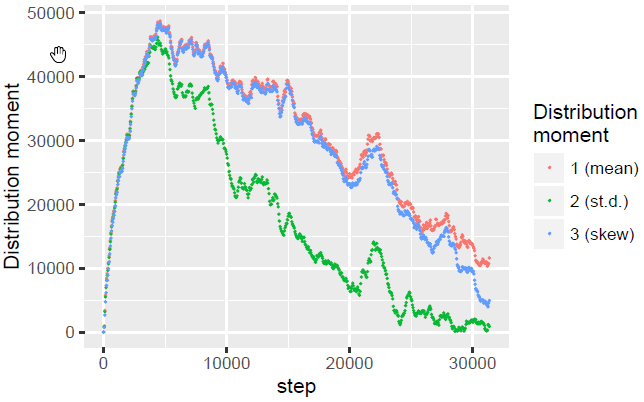 50000
40000
30000
20000
10000
0
Distribution moment
0
10000
20000
30000
step
Distribution
moment
1 (mean)
2 (st.d.)
3 (skew)